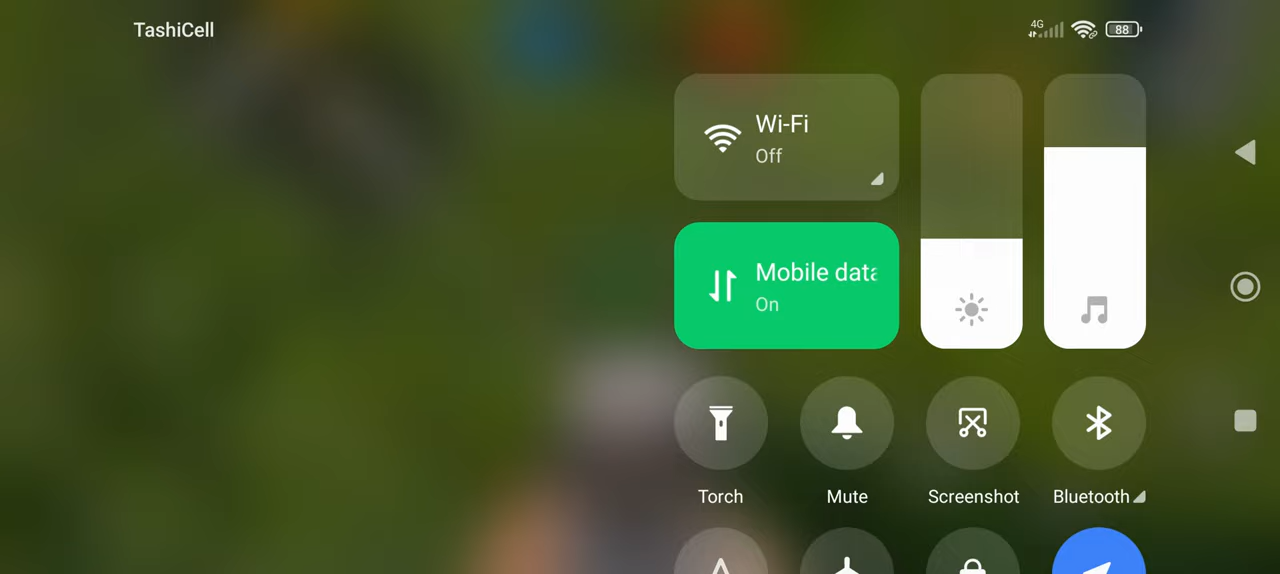 TashiCell
4G
88
Wi-Fi
Off
Mobile data
On
Torch
Mute
Screenshot
Bluetooth